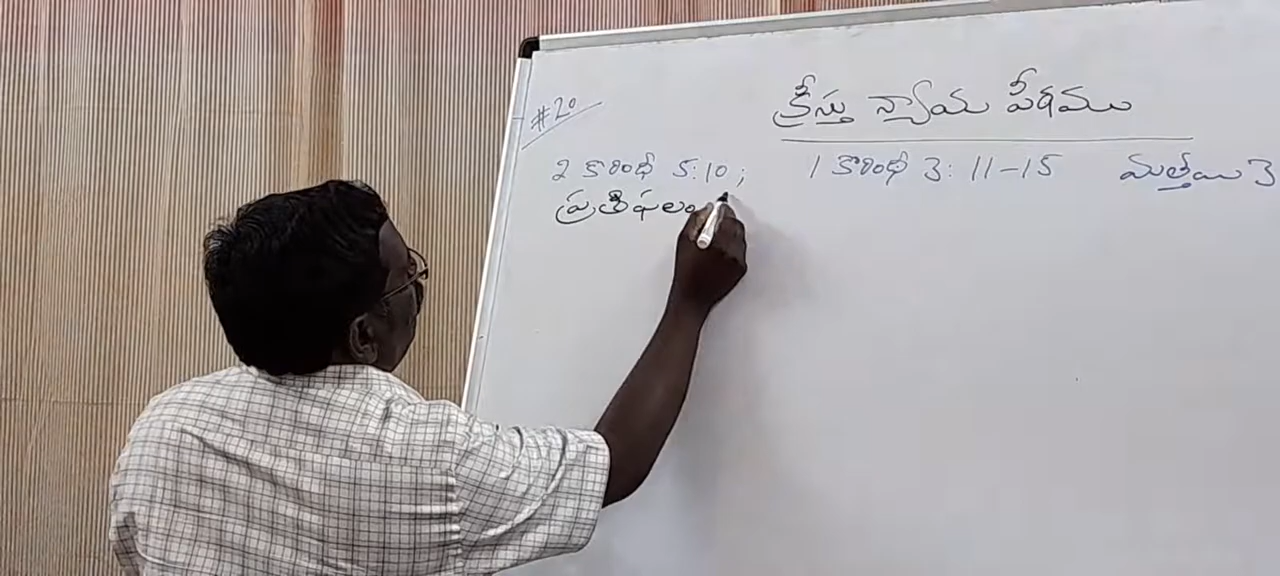 #20
క్రీస్తు న్యాయ పీఠము
2 కొరింథీ 5:10; 1 కొరింథీ 3: 11-15 మత్తయి 3
ప్రతిఫలం